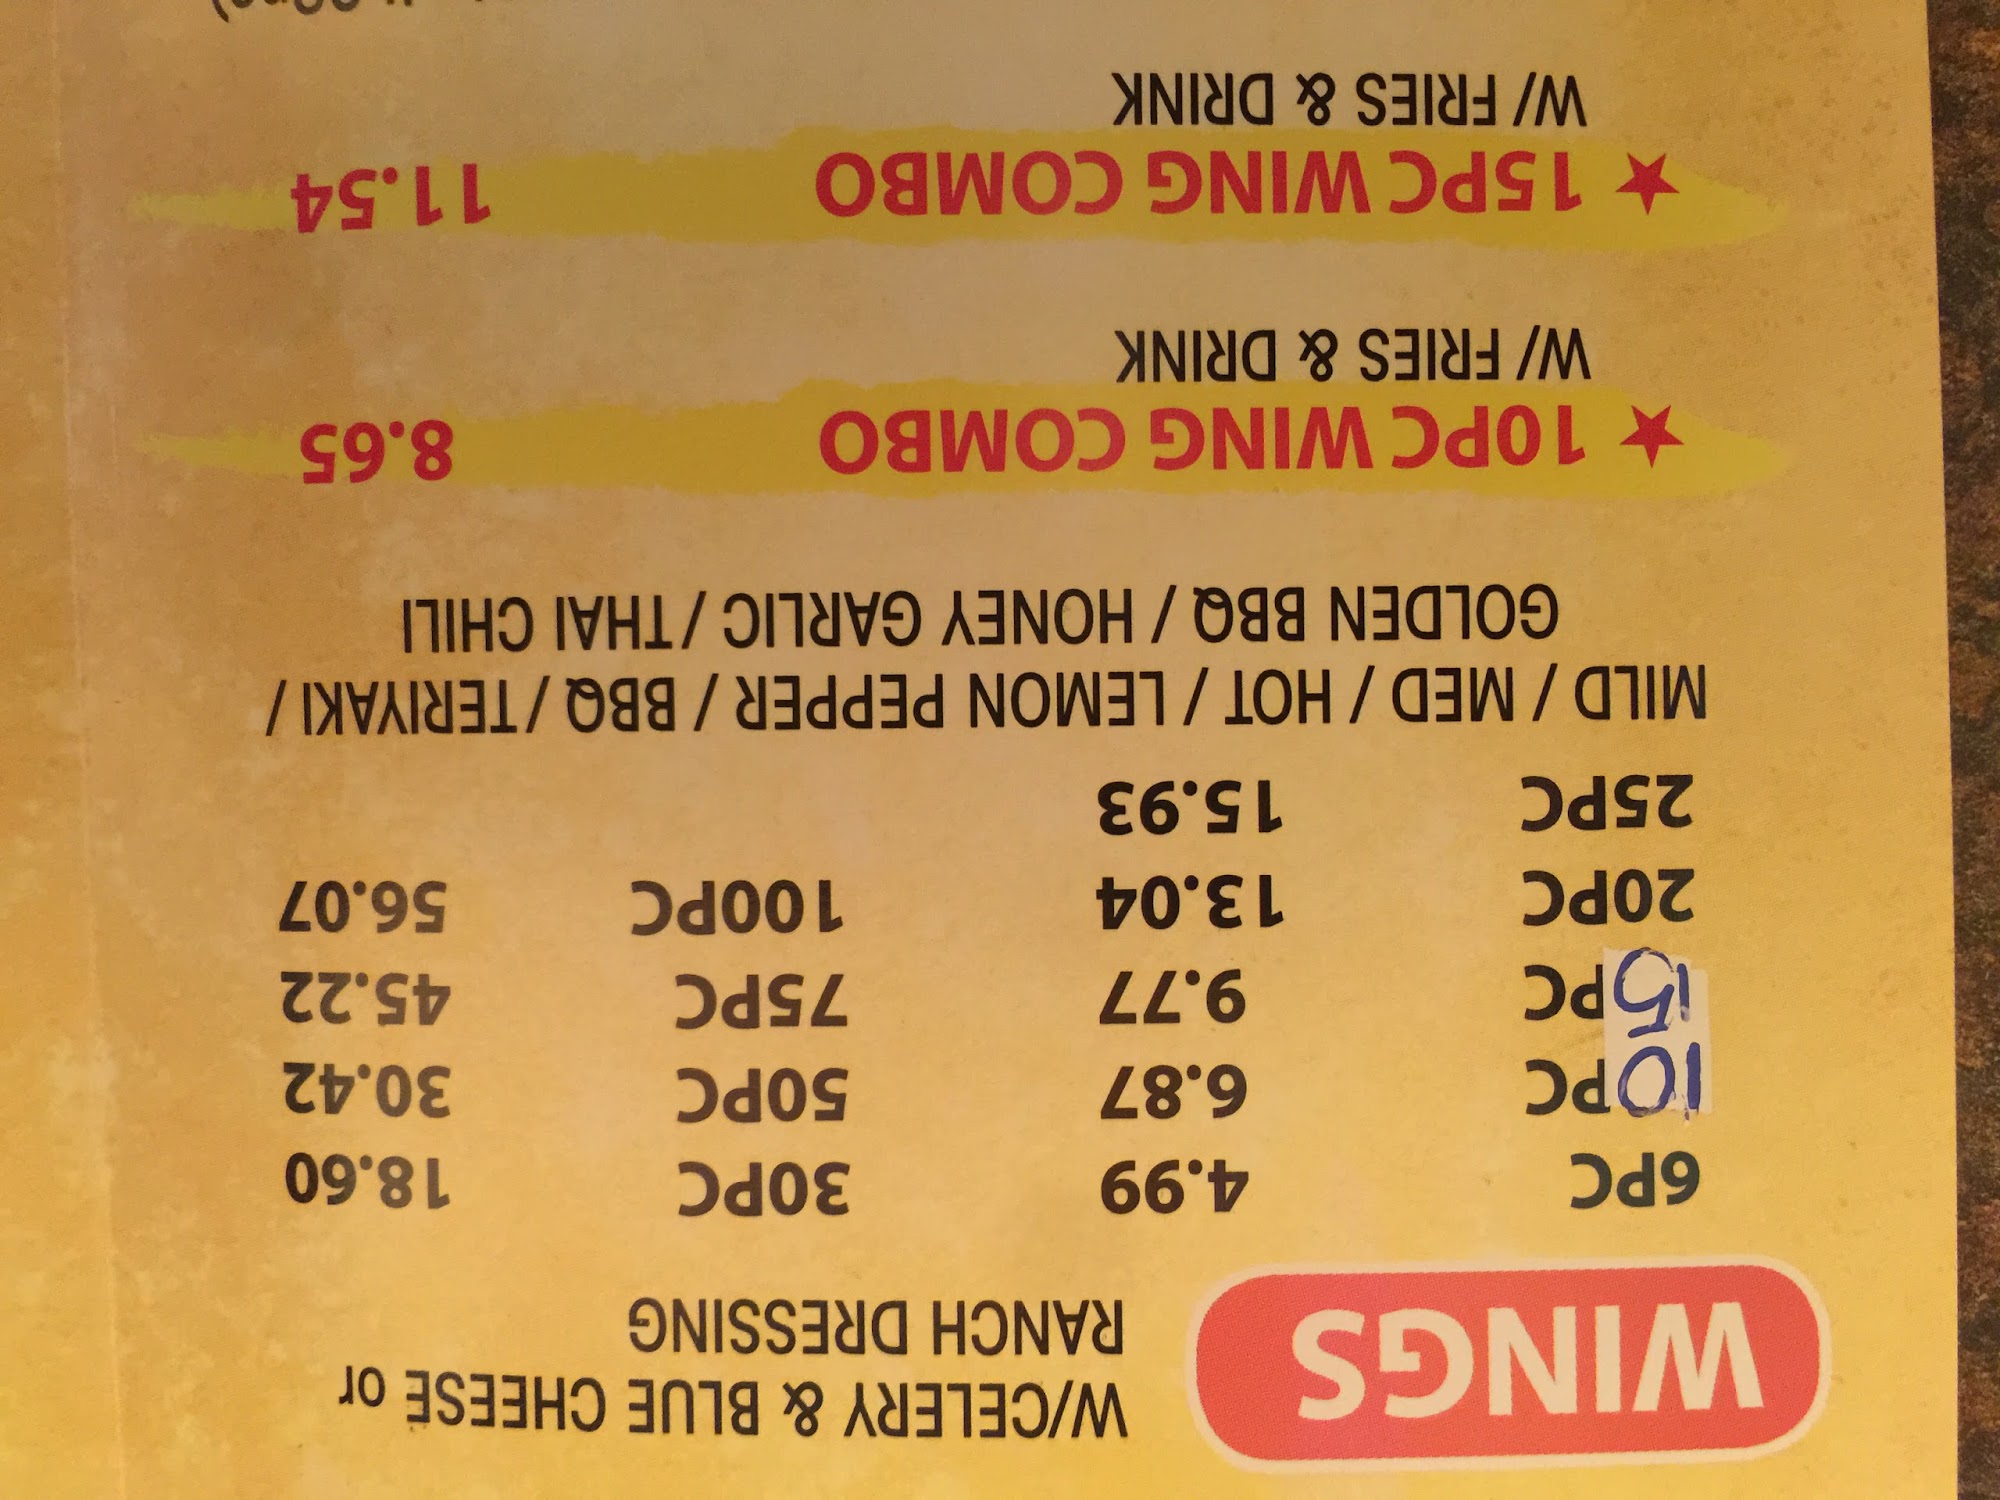 WINGS
W/CELERY & BLUE CHEESE or
RANCH DRESSING
6PC 4.99 30PC 18.60
10PC 6.87 50PC 30.42
15PC 9.77 75PC 45.22
20PC 13.04 100PC 56.07
25PC 15.93
MILD / MED / HOT / LEMON PEPPER / BBQ / TERIYAKI /
GOLDEN BBQ / HONEY GARLIC / THAI CHILI
★ 10PC WING COMBO 8.65
W/ FRIES & DRINK
★ 15PC WING COMBO 11.54
W/ FRIES & DRINK